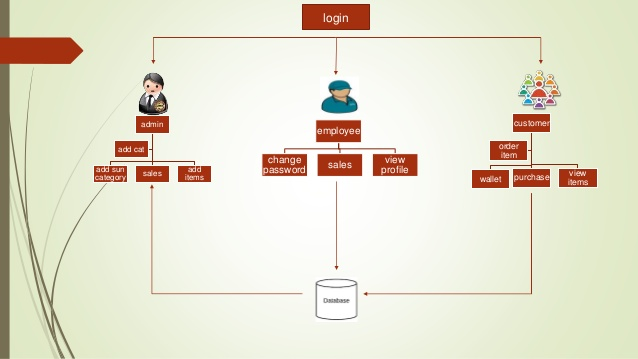 login
admin
employee
customer
add cat
order
item
add sun
category
sales
add
items
change
password
sales
view
profile
wallet
purchase
view
items
Database